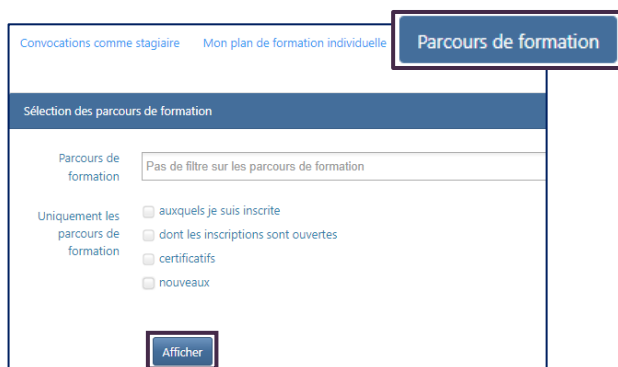 Convocations comme stagiaire Mon plan de formation individuelle Parcours de formation
Sélection des parcours de formation
Parcours de
formation
Pas de filtre sur les parcours de formation
Uniquement les
parcours de
formation
auxquels je suis inscrite
dont les inscriptions sont ouvertes
certificatifs
nouveaux
Afficher